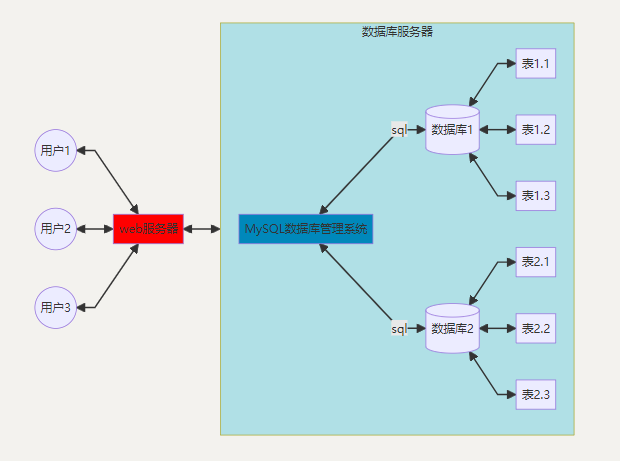 数据库服务器
用户1
用户2
用户3
web服务器
MySQL数据库管理系统
sql
数据库1
表1.1
表1.2
表1.3
sql
数据库2
表2.1
表2.2
表2.3